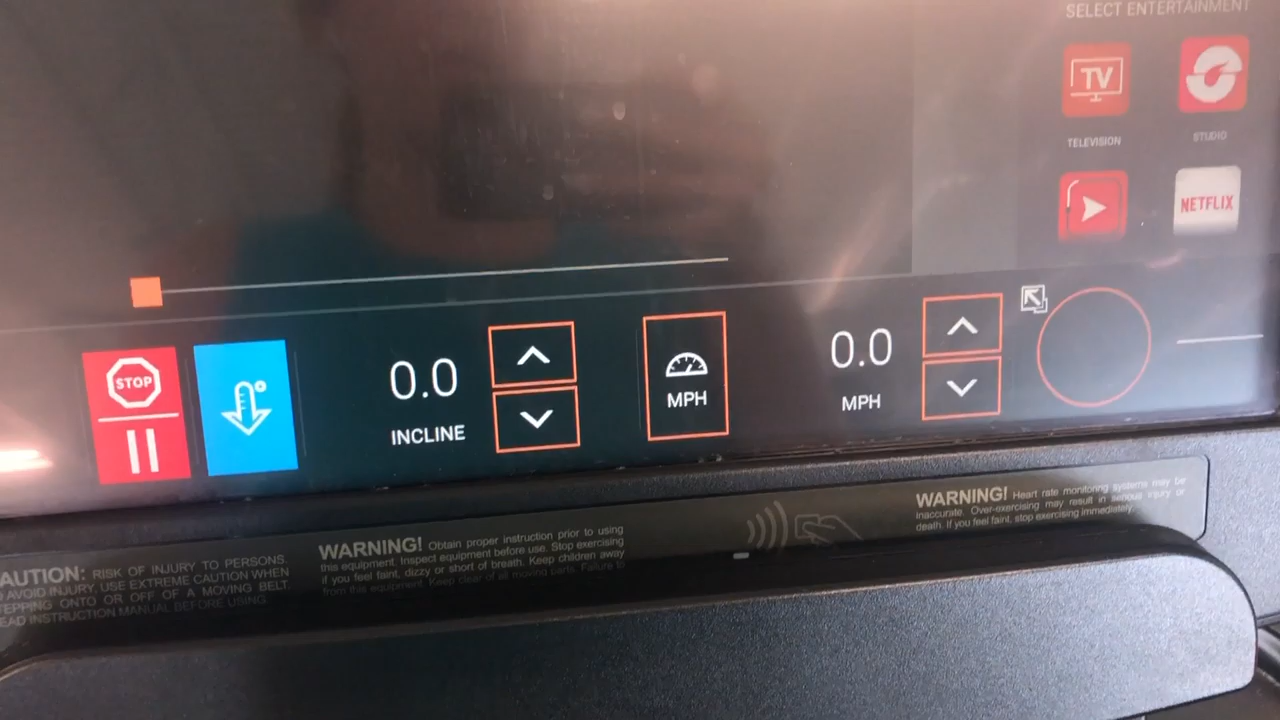 SELECT ENTERTAINMENT
TV
TELEVISION
STUDIO
NETFLIX
STOP
0.0
INCLINE
MPH
0.0
MPH
WARNING! Heart rate monitoring systems may be
inaccurate. Over-exercising may result in serious injury or
death. If you feel faint, stop exercising immediately.
WARNING! Obtain proper instruction prior to using
this equipment. Inspect equipment before use. Stop exercising
if you feel faint, dizzy or short of breath. Keep children away
from this equipment. Keep clear of all moving parts. Failure to
AUTION: RISK OF INJURY TO PERSONS.
AVOID INJURY, USE EXTREME CAUTION WHEN
TEPPING ONTO OR OFF OF A MOVING BELT.
EAD INSTRUCTION MANUAL BEFORE USING.